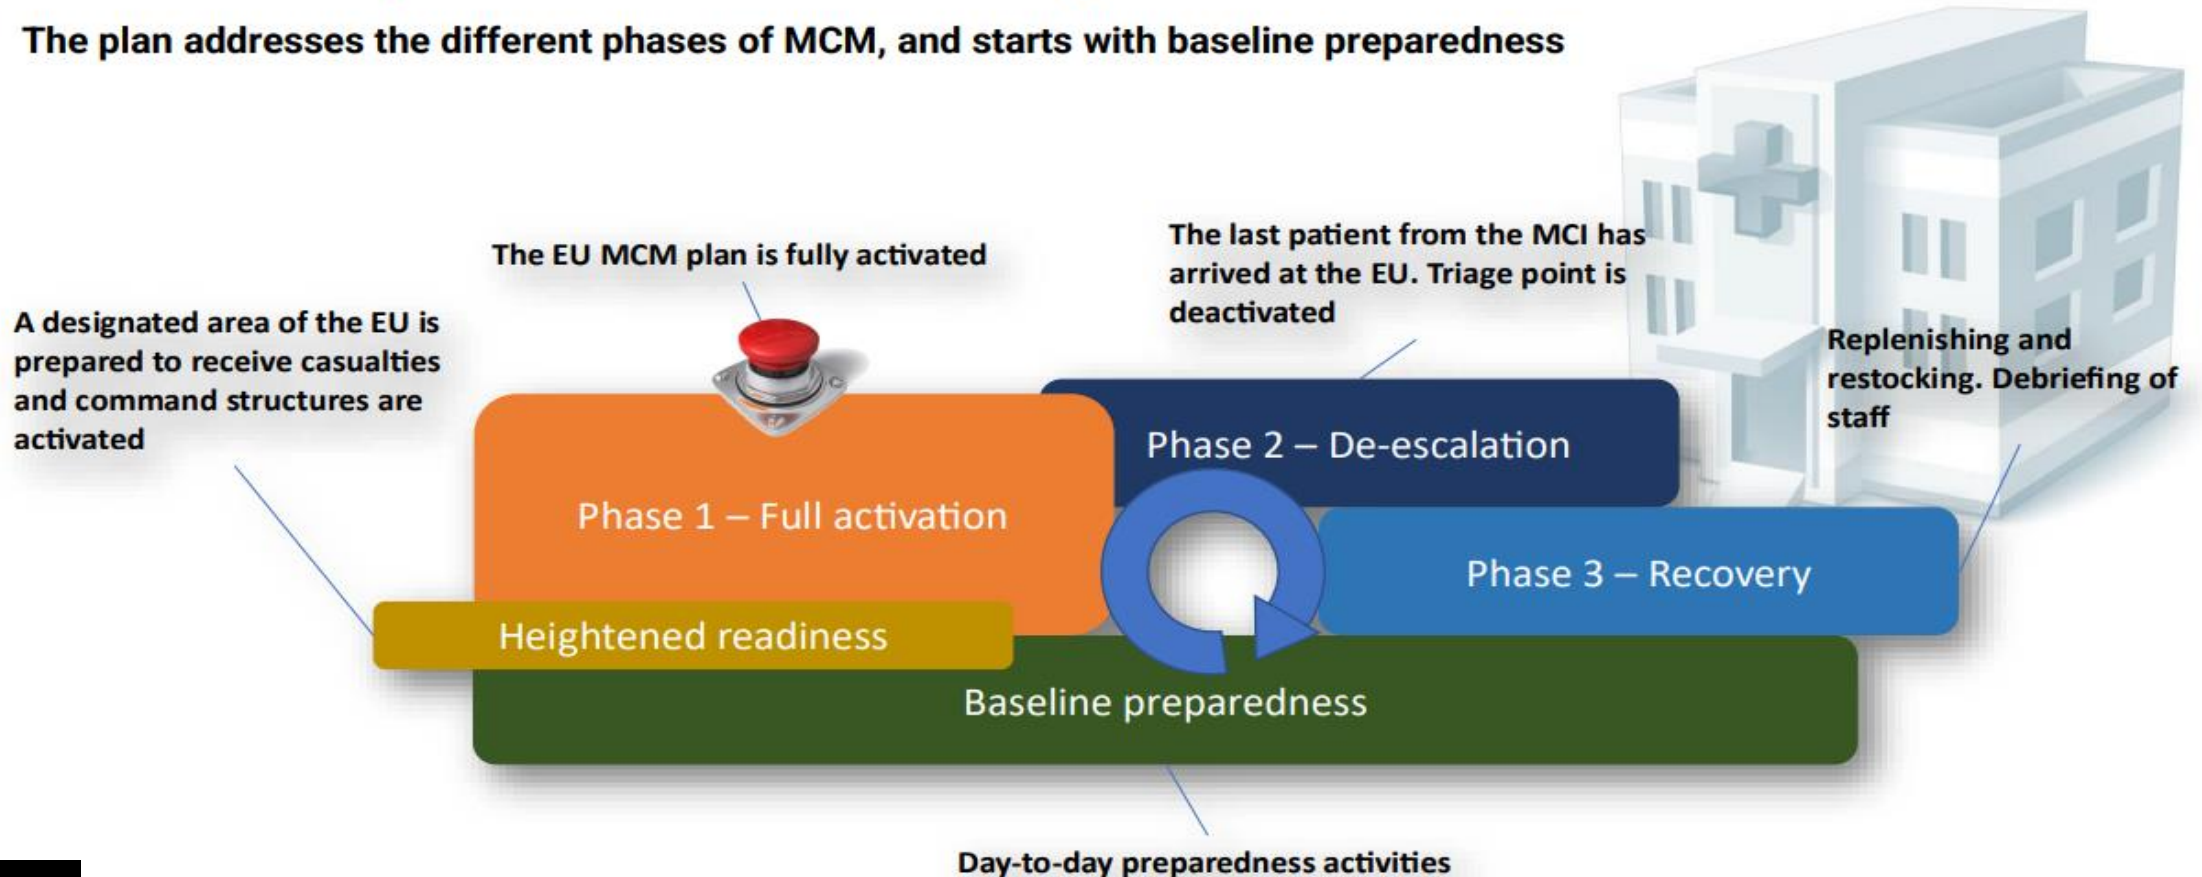 The plan addresses the different phases of MCM, and starts with baseline preparedness
The EU MCM plan is fully activated
The last patient from the MCI has
arrived at the EU. Triage point is
deactivated
A designated area of the EU is
prepared to receive casualties
and command structures are
activated
Replenishing and
restocking. Debriefing of
staff
Phase 2 – De-escalation
Phase 1 – Full activation
Phase 3 – Recovery
Heightened readiness
Baseline preparedness
Day-to-day preparedness activities